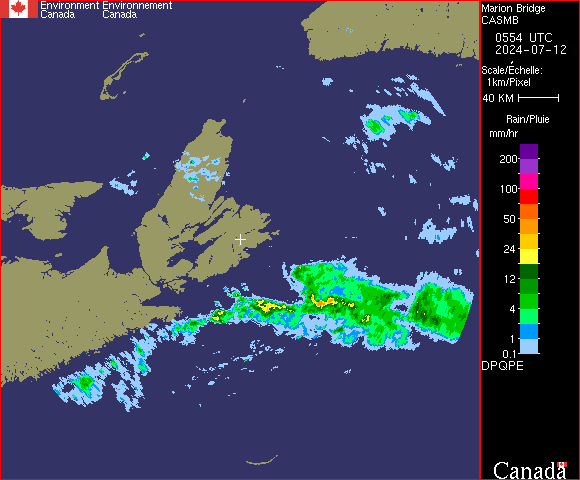 Environment Environnement
Canada Canada
Marion Bridge
CASMB
0554 UTC
2024-07-12
Scale/Échelle:
1km/Pixel
40 KM
Rain/Pluie
mm/hr
200
100
50
24
12
4
1
0.1
DPQPE
Canada